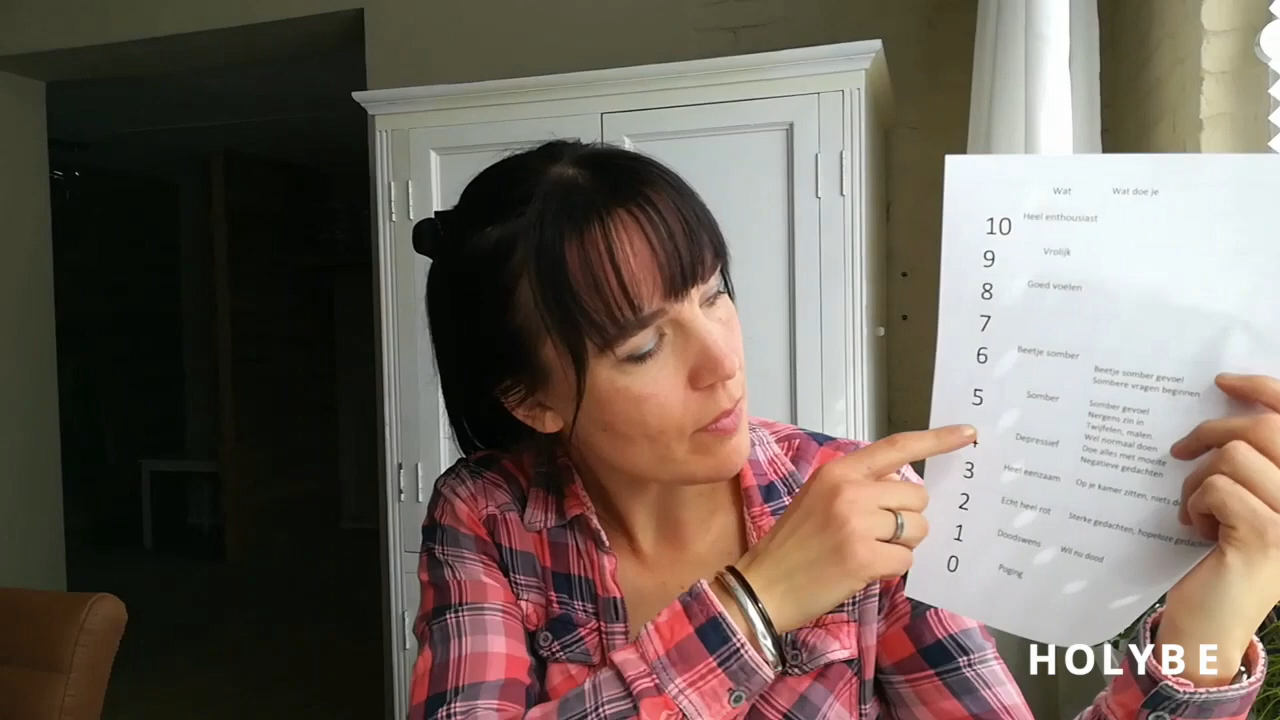 Wat Wat doe je
10 Heel enthousiast
9 Vrolijk
8 Goed voelen
7
6 Beetje somber
Beetje somber gevoel
Sombere vragen beginnen
5 Somber
Somber gevoel
Nergens zin in
Twijfelen, malen
Wel normaal doen
4 Depressief
Doe alles met moeite
Negatieve gedachten
3 Heel eenzaam Op je kamer zitten, niets
2 Echt heel rot Sterke gedachten, hopeloze
1 Doodswens Wil nu dood
0 Poging
HOLYBE